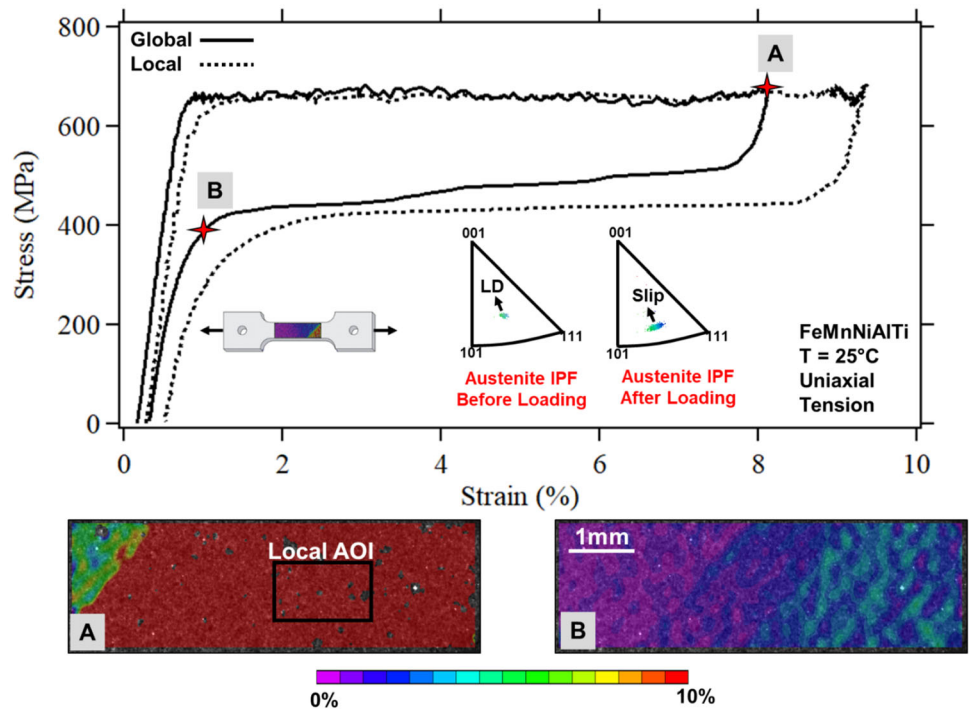 800
600
400
200
0
Stress (MPa)
Global
Local
A
B
001
LD
101
111
Austenite IPF
Before Loading
001
Slip
101
111
Austenite IPF
After Loading
FeMnNiAlTi
T = 25°C
Uniaxial
Tension
0 2 4 6 8 10
Strain (%)
Local AOI
A
1mm
B
0% 10%